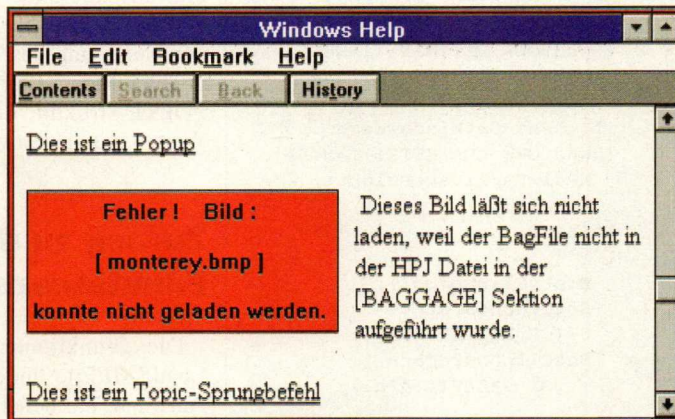 Windows Help
File Edit Bookmark Help
Contents Search Back History
Dies ist ein Popup
Fehler ! Bild :
[ monterey.bmp ]
konnte nicht geladen werden.
Dieses Bild läßt sich nicht
laden, weil der BagFile nicht in
der HPJ Datei in der
[BAGGAGE] Sektion
aufgeführt wurde.
Dies ist ein Topic-Sprungbefehl